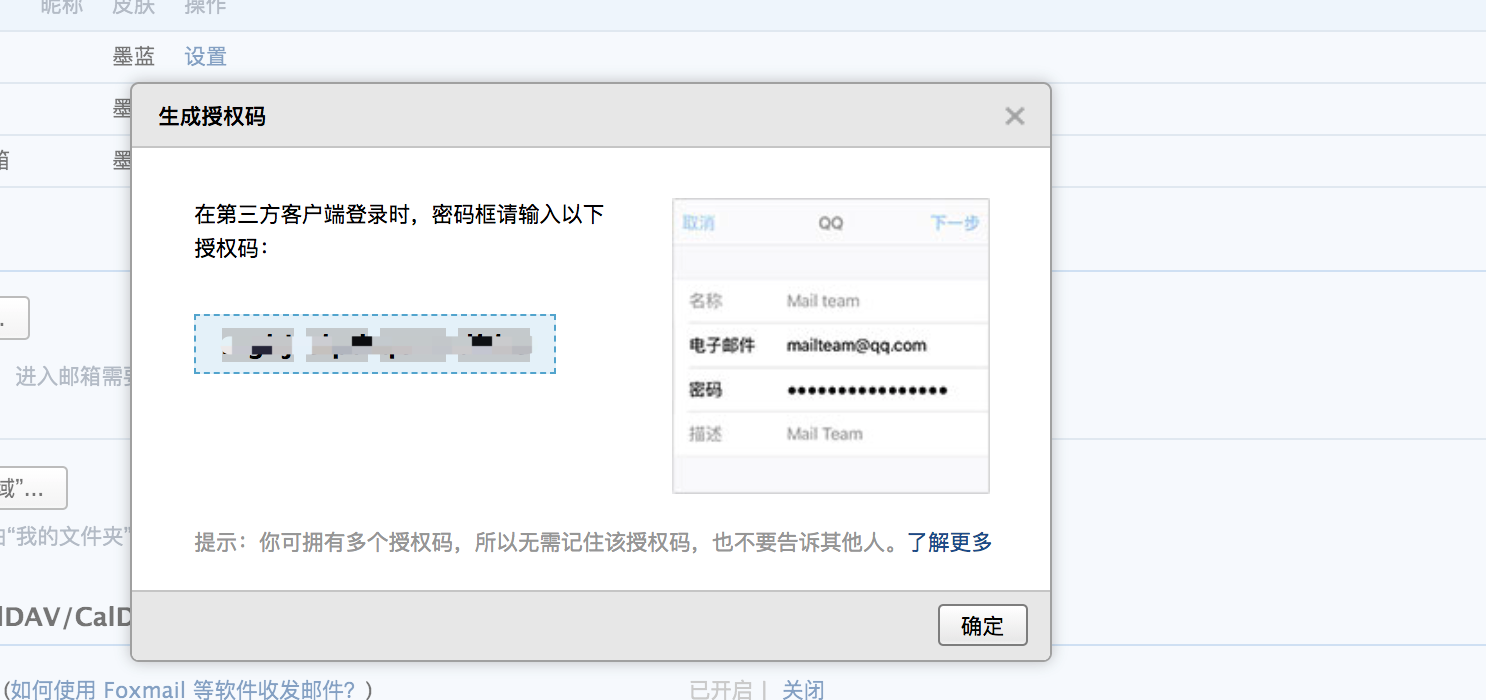 昵称 皮肤 操作
墨蓝 设置
墨
箱 墨
生成授权码
在第三方客户端登录时，密码框请输入以下
授权码：
取消 QQ 下一步
名称 Mail team
电子邮件 mailteam@qq.com
密码 ●●●●●●●●●●●●●●●●
描述 Mail Team
提示：你可拥有多个授权码，所以无需记住该授权码，也不要告诉其他人。了解更多
确定
进入邮箱需要
域”...
“我的文件夹”
DAV/CalD
(如何使用 Foxmail 等软件收发邮件？) 已开启 | 关闭